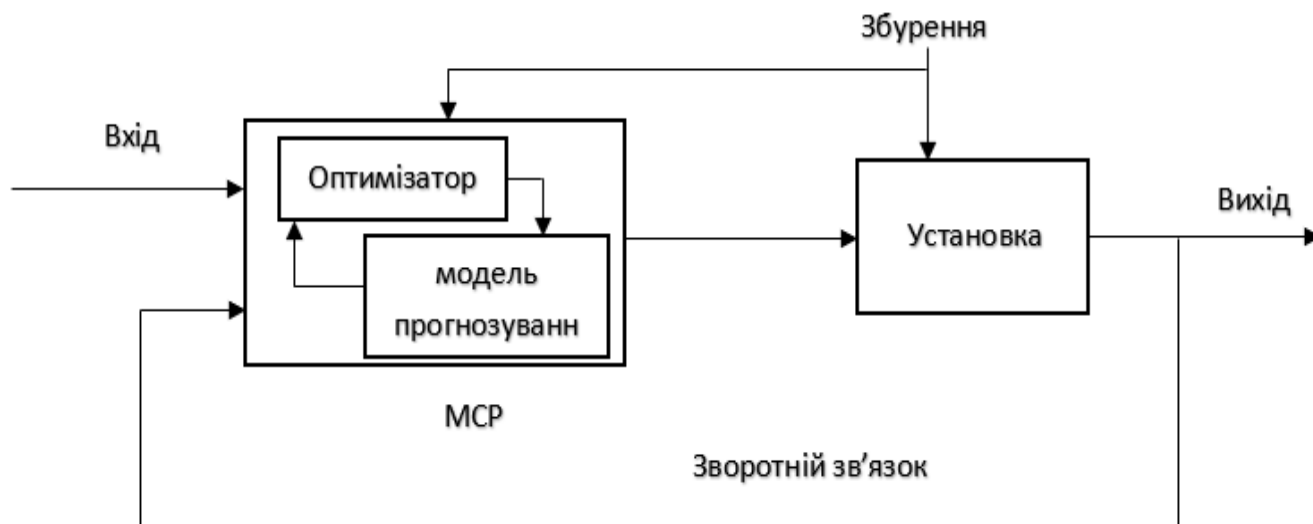 Збурення
Вхід
Оптимізатор
Вихід
Установка
модель
прогнозуванн
МСР
Зворотній зв’язок